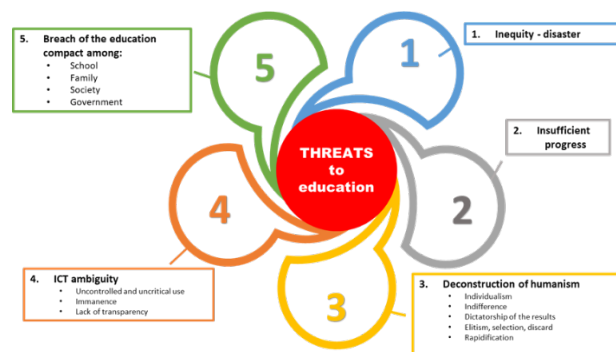 THREATS
to
education
1
2
3
4
5
1. Inequity - disaster
2. Insufficient
progress
3. Deconstruction of humanism
• Individualism
• Indifference
• Dictatorship of the results
• Elitism, selection, discard
• Rapidification
4. ICT ambiguity
• Uncontrolled and uncritical use
• Immanence
• Lack of transparency
5. Breach of the education
compact among:
• School
• Family
• Society
• Government